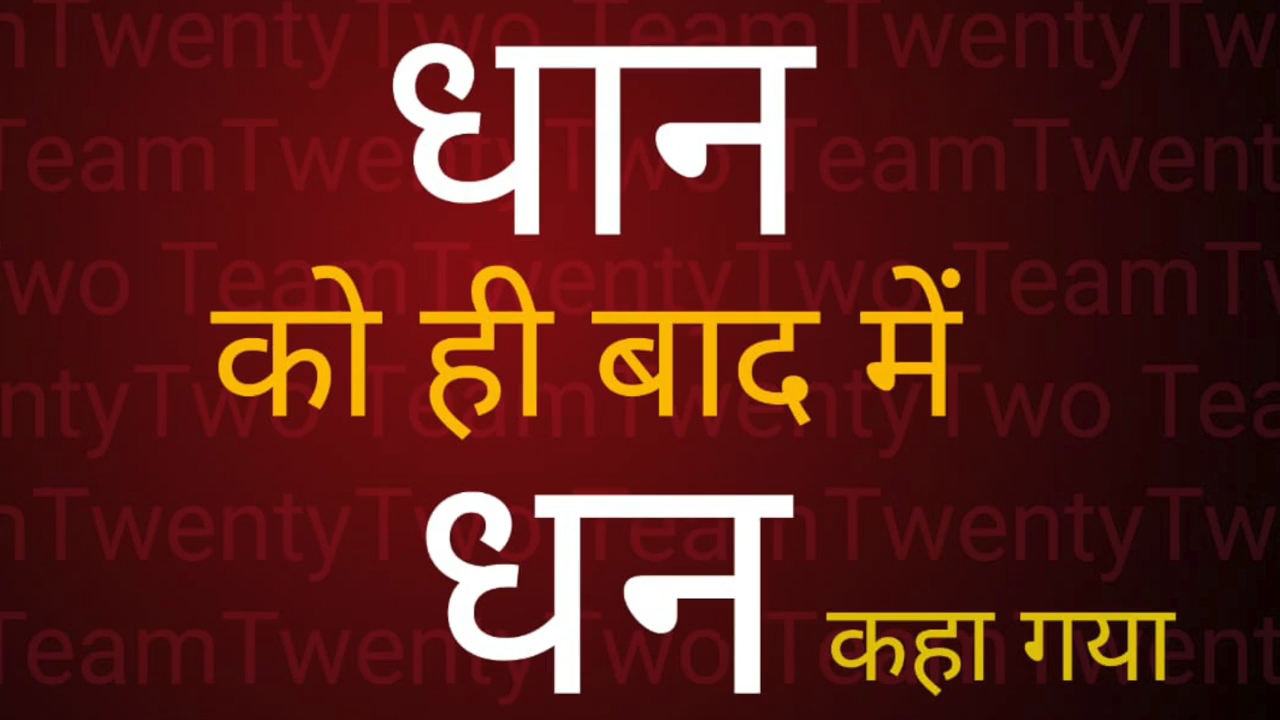 धान
को ही बाद में
धन कहा गया